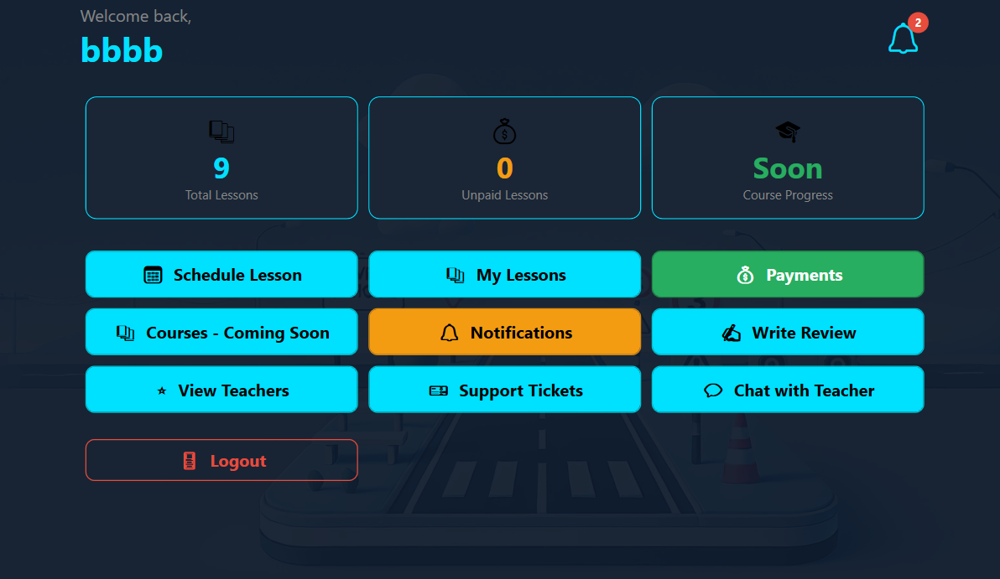 Welcome back,
bbbb
2
9
Total Lessons
0
Unpaid Lessons
Soon
Course Progress
Schedule Lesson
My Lessons
Payments
Courses - Coming Soon
Notifications
Write Review
View Teachers
Support Tickets
Chat with Teacher
Logout